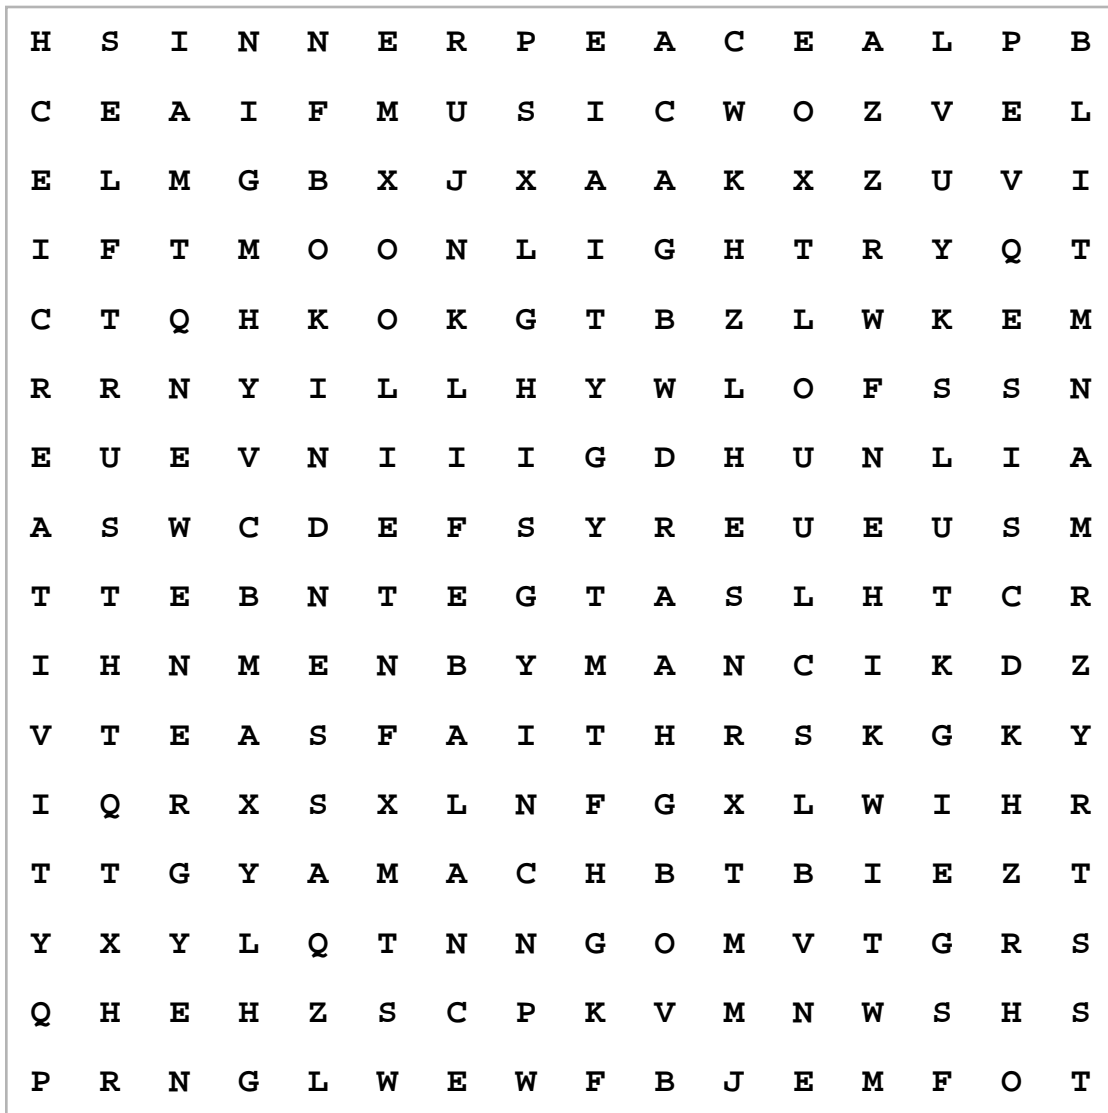 H S I N N E R P E A C E A L P B
C E A I F M U S I C W O Z V E L
E L M G B X J X A A K X Z U V I
I F T M O O N L I G H T R Y Q T
C T Q H K O K G T B Z L W K E M
R R N Y I L L H Y W L O F S S N
E U E V N I I I G D H U N L I A
A S W C D E F S Y R E U E U S M
T T E B N T E G T A S L H T C R
I H N M E N B Y M A N C I K D Z
V T E A S F A I T H R S K G K Y
I Q R X S X L N F G X L W I H R
T T G Y A M A C H B T B I E Z T
Y X Y L Q T N N G O M V T G R S
Q H E H Z S C P K V M N W S H S
P R N G L W E W F B J E M F O T